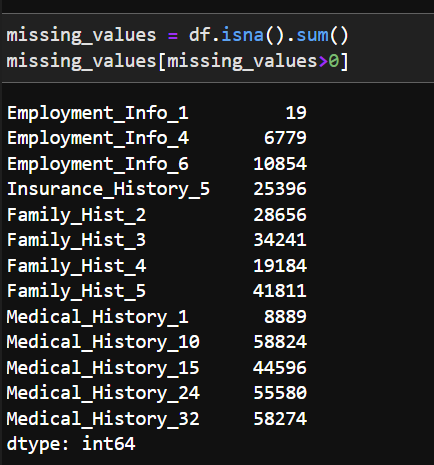 missing_values = df.isna().sum()
missing_values[missing_values>0]
Employment_Info_1 19
Employment_Info_4 6779
Employment_Info_6 10854
Insurance_History_5 25396
Family_Hist_2 28656
Family_Hist_3 34241
Family_Hist_4 19184
Family_Hist_5 41811
Medical_History_1 8889
Medical_History_10 58824
Medical_History_15 44596
Medical_History_24 55580
Medical_History_32 58274
dtype: int64